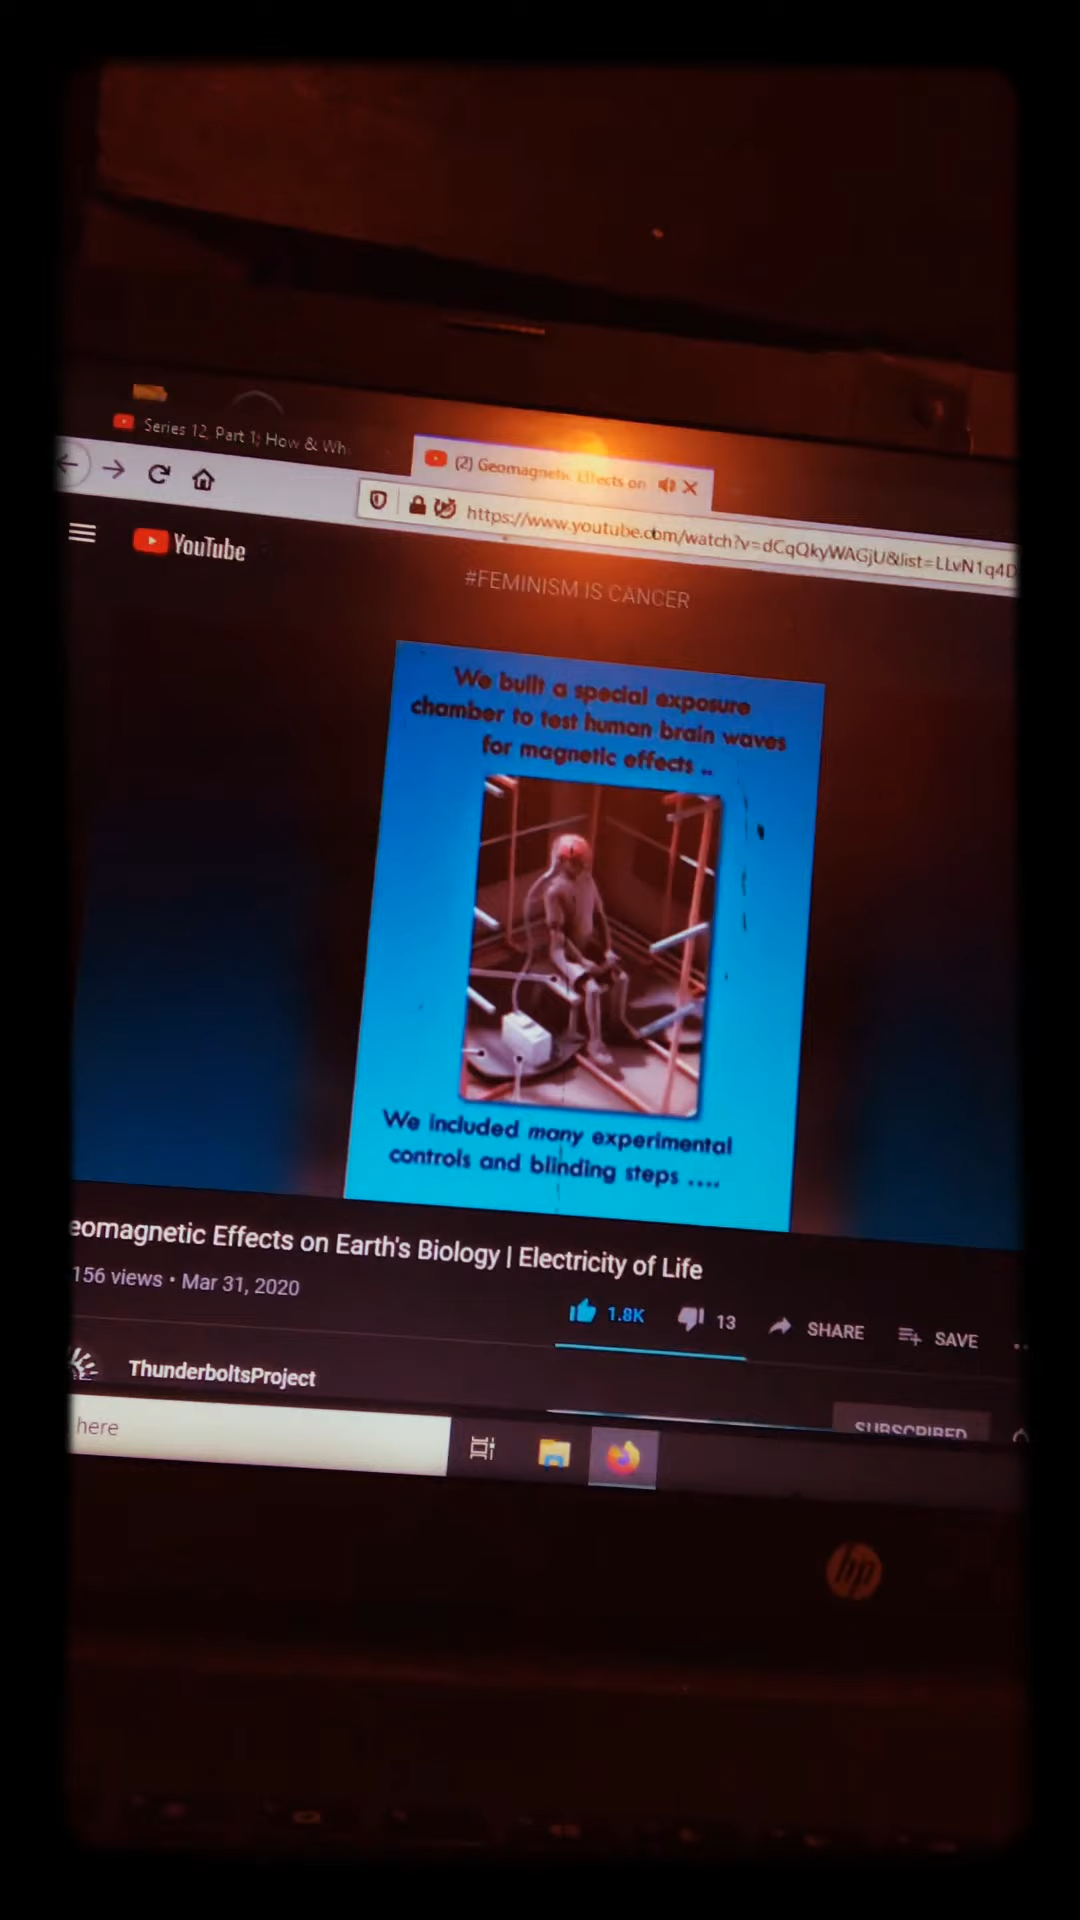 Series 12, Part 1; How & Wh
(2) Geomagnetic Effects on
https://www.youtube.com/watch?v=dCqQkyWAGjU&list=LLvN1q4D
YouTube
#FEMINISM IS CANCER
We built a special exposure
chamber to test human brain waves
for magnetic effects ..
We included many experimental
controls and blinding steps ....
eomagnetic Effects on Earth's Biology | Electricity of Life
156 views • Mar 31, 2020
1.8K
13
SHARE
SAVE
ThunderboltsProject
SUBSCRIBED
here
hp